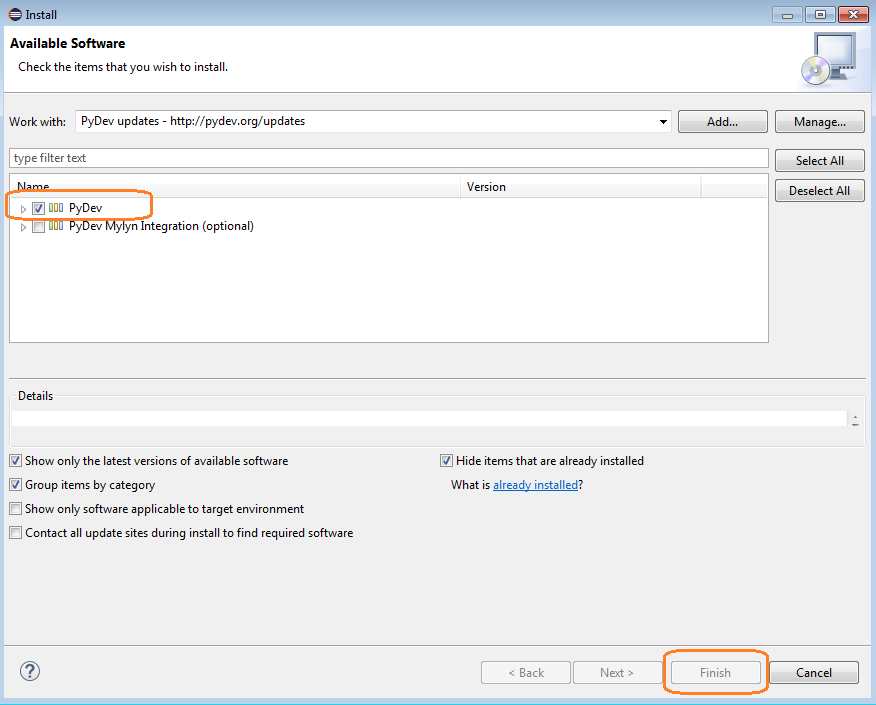 Install
Available Software
Check the items that you wish to install.
Work with: PyDev updates - http://pydev.org/updates Add... Manage...
type filter text Select All
Name Version Deselect All
PyDev
PyDev Mylyn Integration (optional)
Details
Show only the latest versions of available software Hide items that are already installed
Group items by category What is already installed?
Show only software applicable to target environment
Contact all update sites during install to find required software
? < Back Next > Finish Cancel